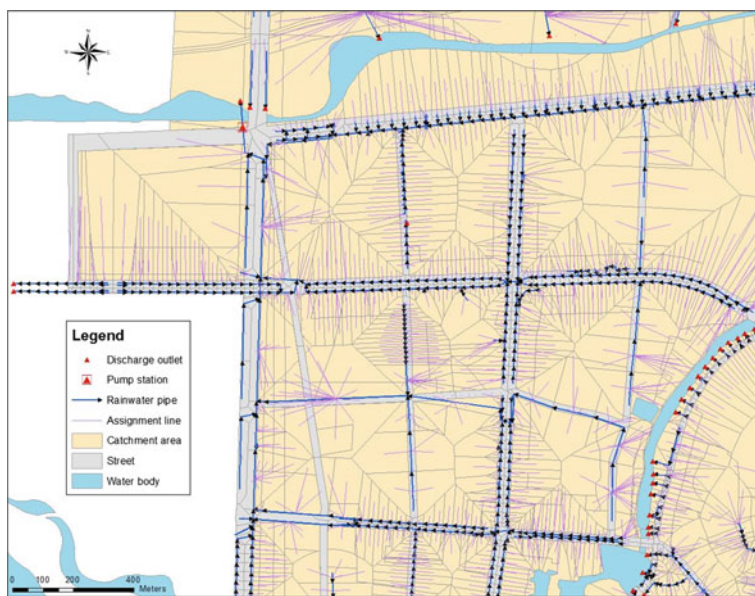 N
W
E
S
Legend
Discharge outlet
Pump station
Rainwater pipe
Assignment line
Catchment area
Street
Water body
0 100 200 400
Meters